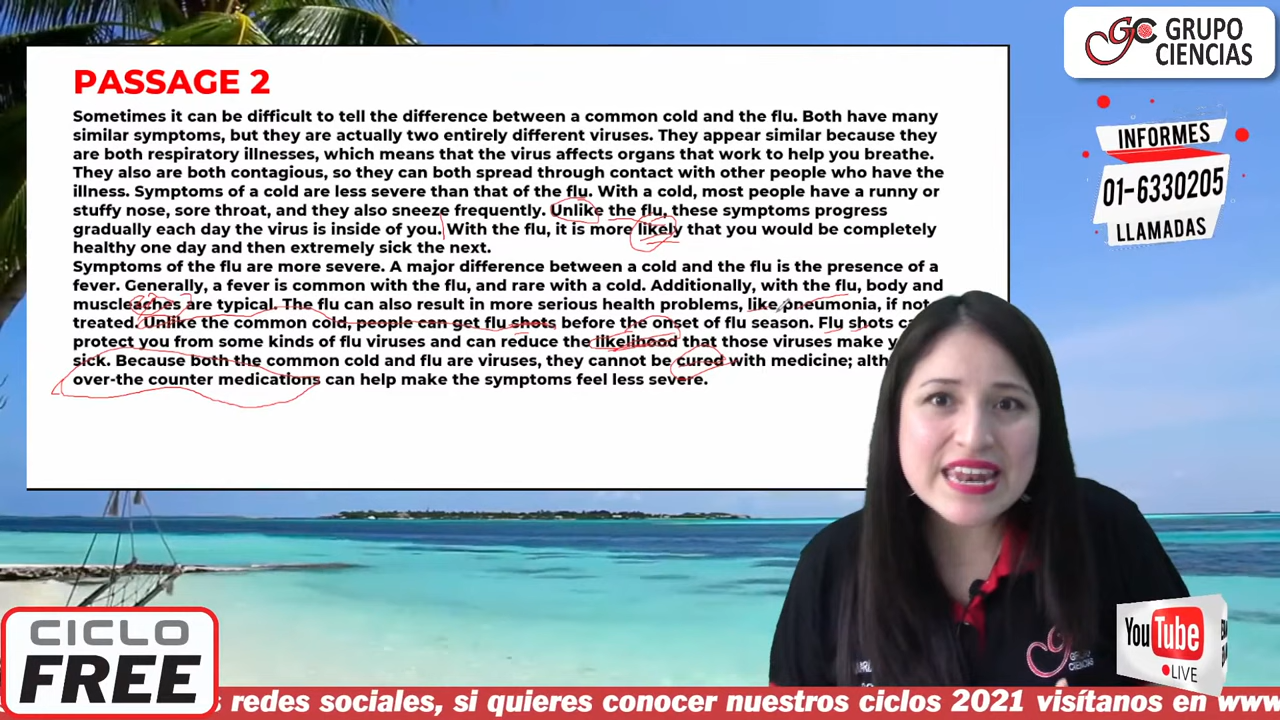 PASSAGE 2
Sometimes it can be difficult to tell the difference between a common cold and the flu. Both have many
similar symptoms, but they are actually two entirely different viruses. They appear similar because they
are both respiratory illnesses, which means that the virus affects organs that work to help you breathe.
They also are both contagious, so they can both spread through contact with other people who have the
illness. Symptoms of a cold are less severe than that of the flu. With a cold, most people have a runny or
stuffy nose, sore throat, and they also sneeze frequently. Unlike the flu, these symptoms progress
gradually each day the virus is inside of you. With the flu, it is more likely that you would be completely
healthy one day and then extremely sick the next.
Symptoms of the flu are more severe. A major difference between a cold and the flu is the presence of a
fever. Generally, a fever is common with the flu, and rare with a cold. Additionally, with the flu, body and
muscleaches are typical. The flu can also result in more serious health problems, like pneumonia, if not
treated. Unlike the common cold, people can get flu shots before the onset of flu season. Flu shots
protect you from some kinds of flu viruses and can reduce the likelihood that those viruses make
sick. Because both the common cold and flu are viruses, they cannot be cured with medicine;
over-the counter medications can help make the symptoms feel less severe.
GC GRUPO
CIENCIAS
INFORMES
01-6330205
LLAMADAS
GRUPO
CIENCIAS
YouTube
LIVE
CICLO
FREE
redes sociales, si quieres conocer nuestros ciclos 2021 visítanos en www